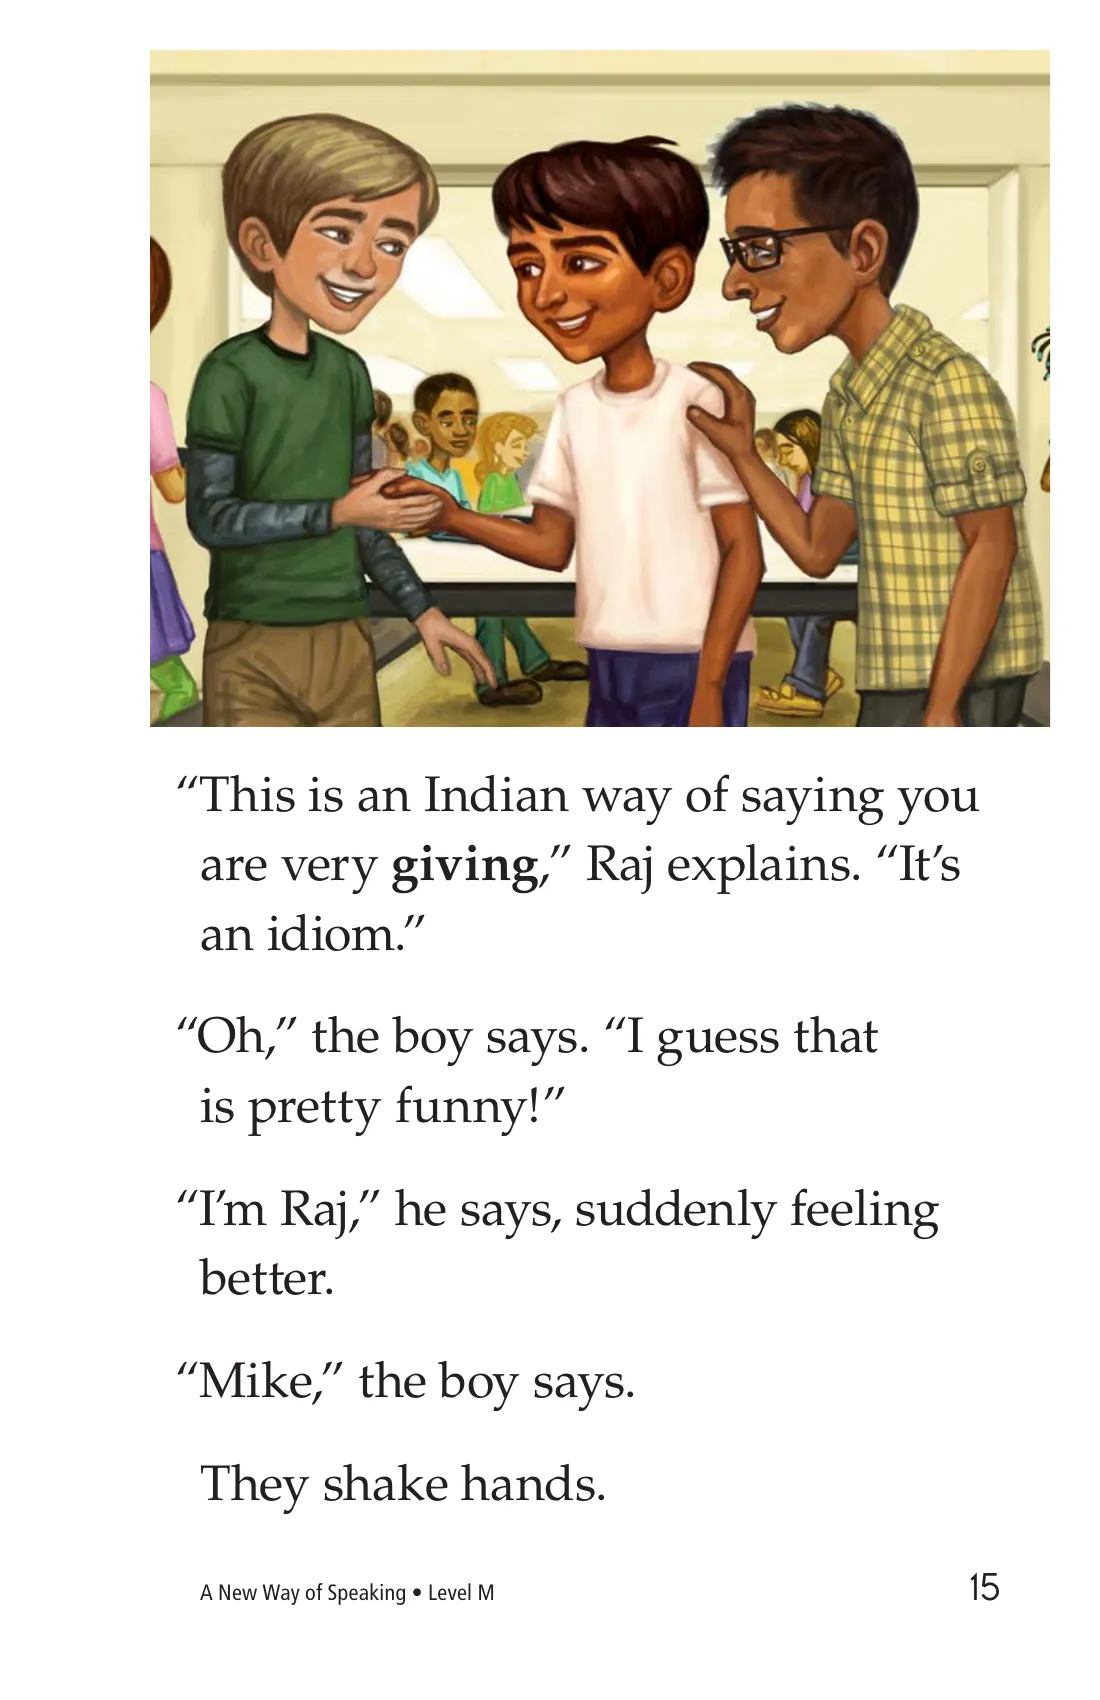 “This is an Indian way of saying you
are very giving,” Raj explains. “It’s
an idiom.”
“Oh,” the boy says. “I guess that
is pretty funny!”
“I’m Raj,” he says, suddenly feeling
better.
“Mike,” the boy says.
They shake hands.
A New Way of Speaking • Level M 15